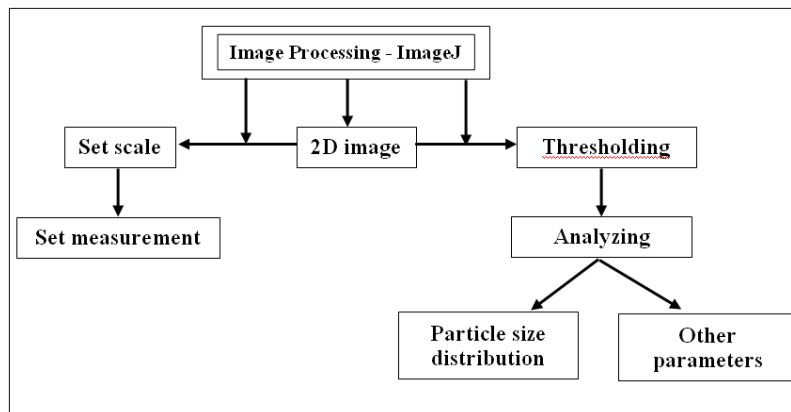 Image Processing - ImageJ
Set scale
2D image
Thresholding
Set measurement
Analyzing
Particle size
distribution
Other
parameters